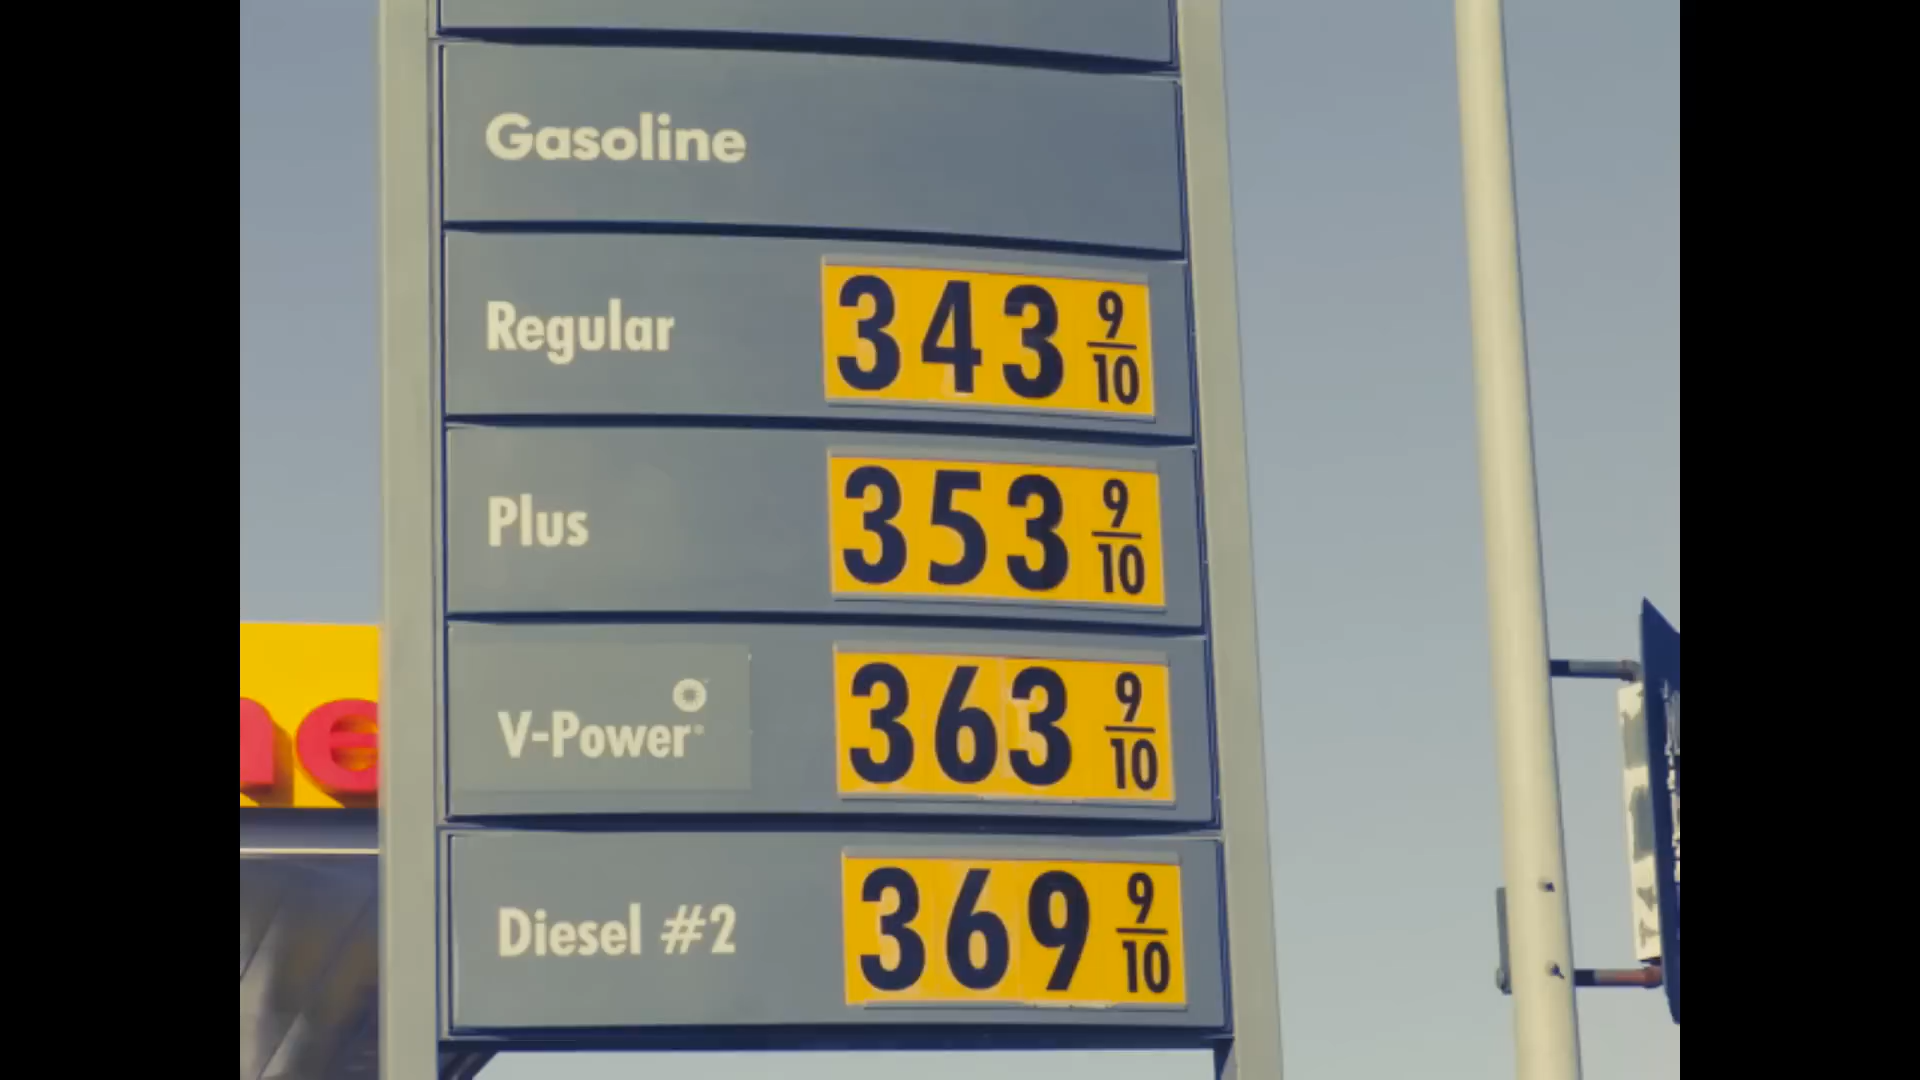 Gasoline
Regular 343 9/10
Plus 353 9/10
V-Power 363 9/10
Diesel #2 369 9/10